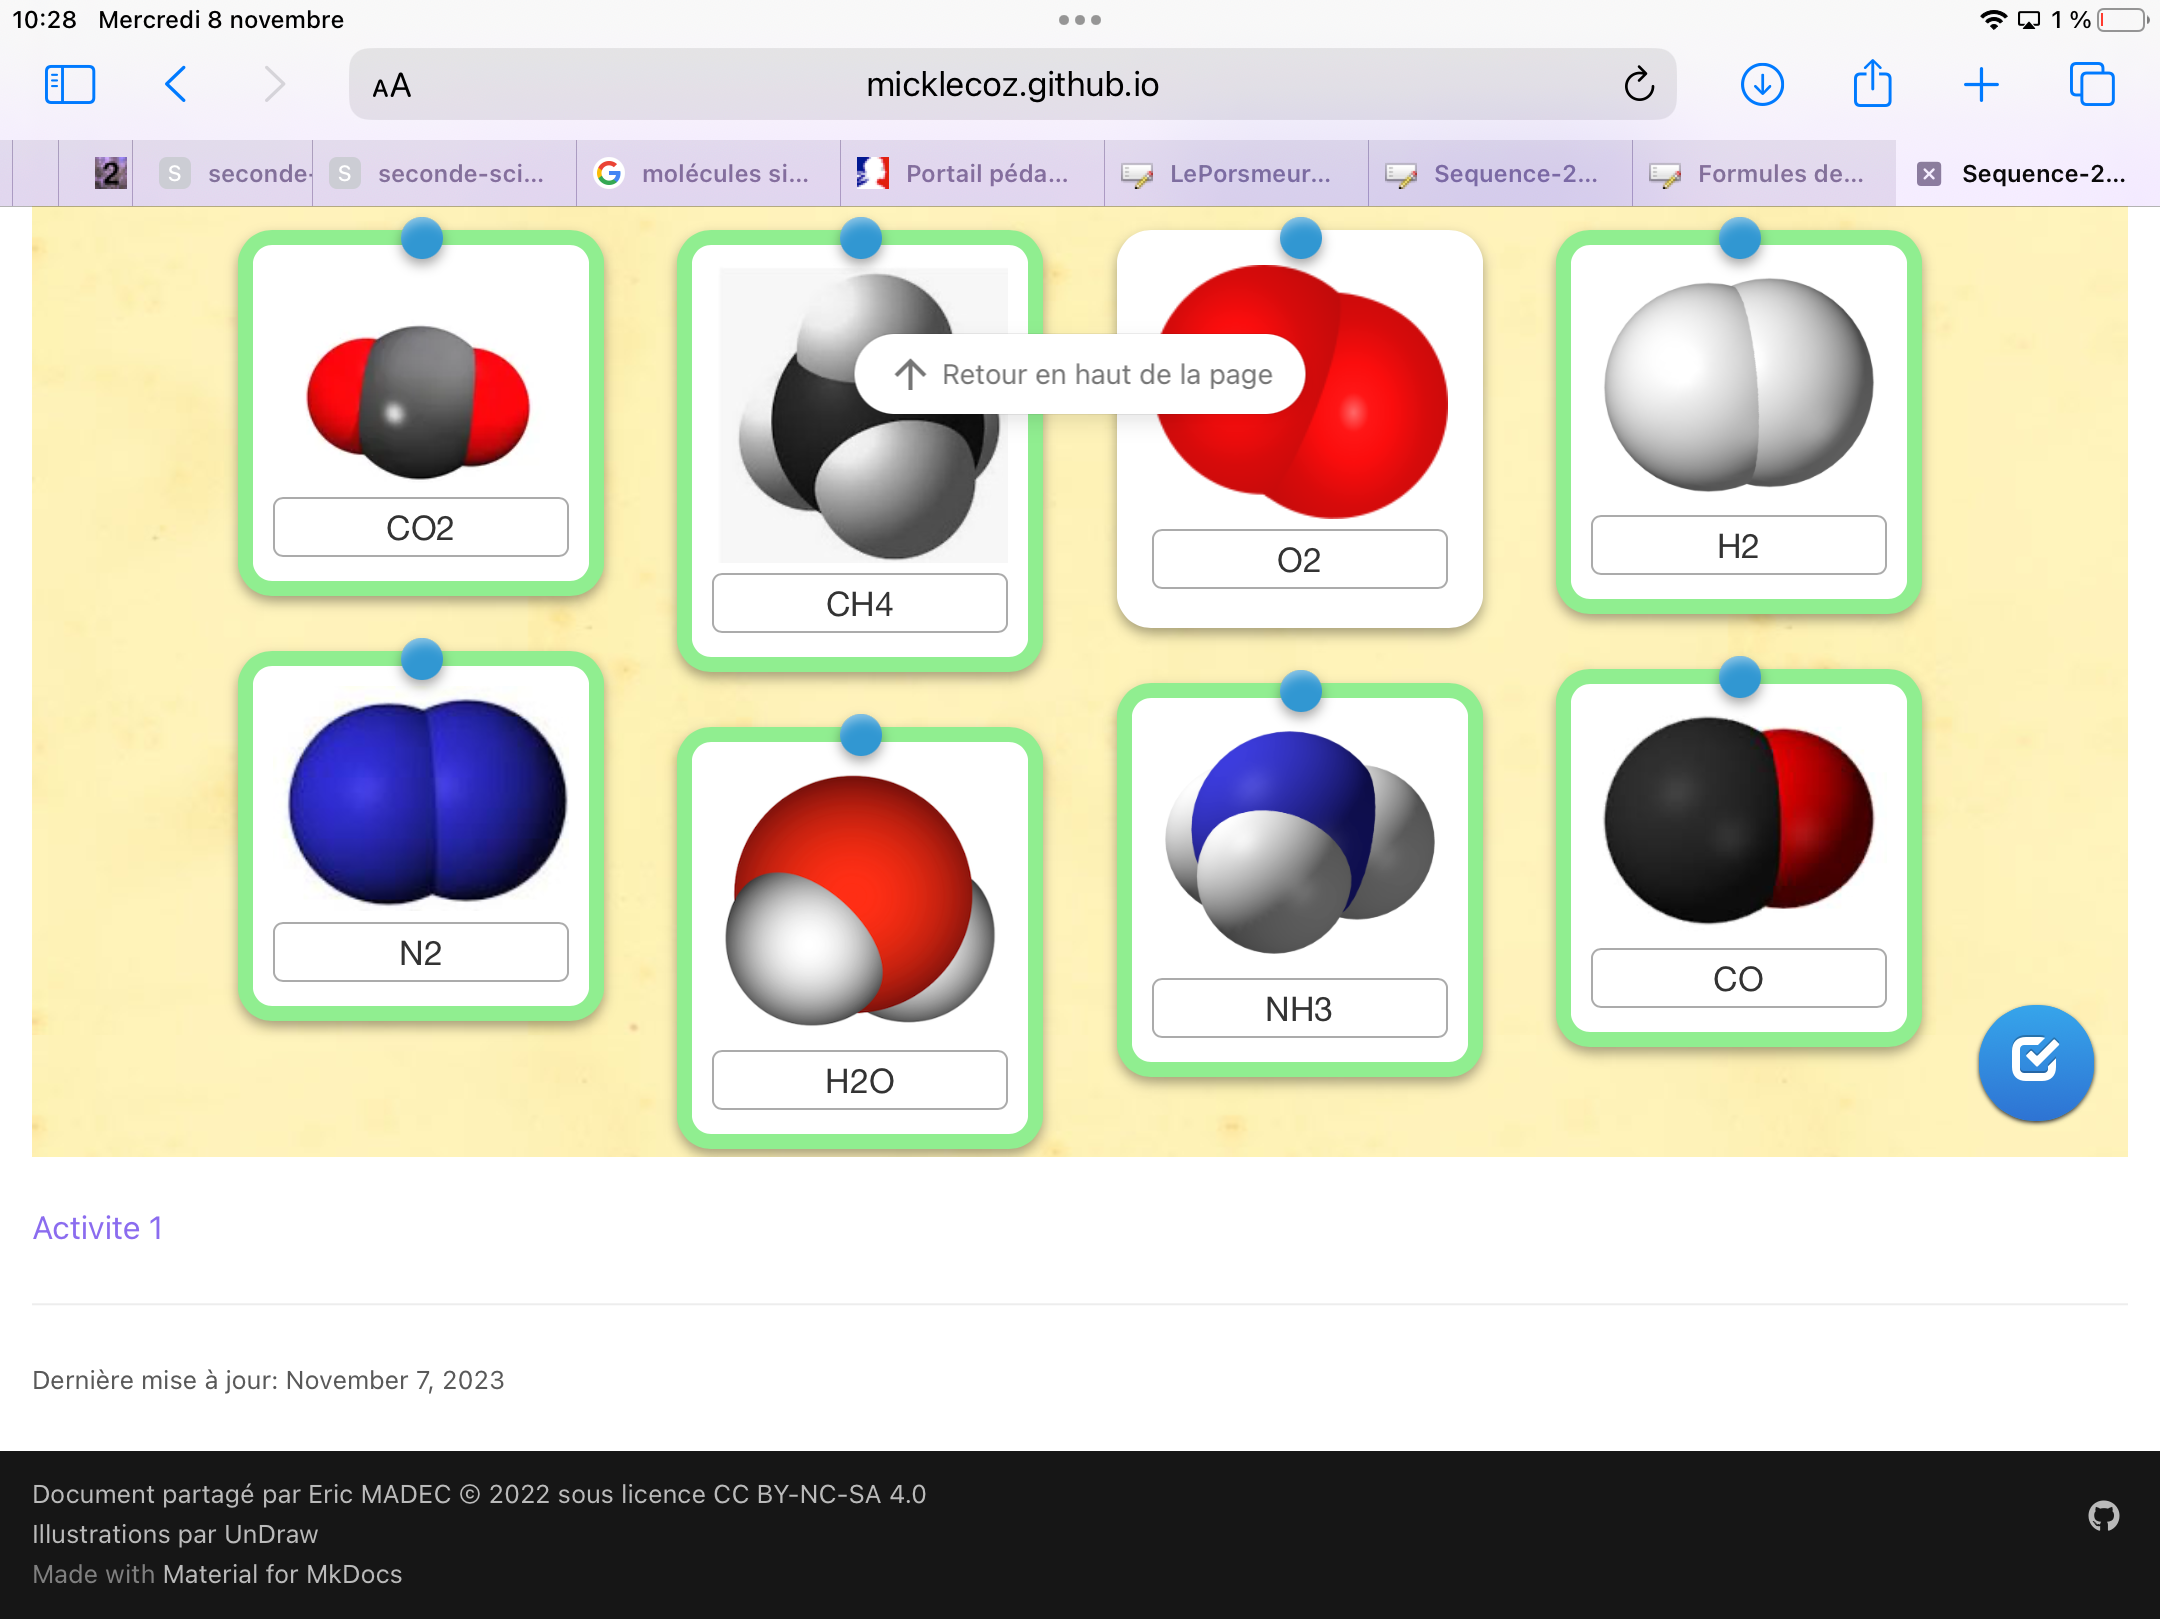 10:28 Mercredi 8 novembre
1 %
AA
micklecoz.github.io
2
S seconde-
S seconde-sci...
G molécules si...
Portail péda...
LePorsmeur...
Sequence-2...
Formules de...
Sequence-2...
Retour en haut de la page
CO2
CH4
O2
H2
N2
H2O
NH3
CO
Activite 1
Dernière mise à jour: November 7, 2023
Document partagé par Eric MADEC © 2022 sous licence CC BY-NC-SA 4.0
Illustrations par UnDraw
Made with Material for MkDocs